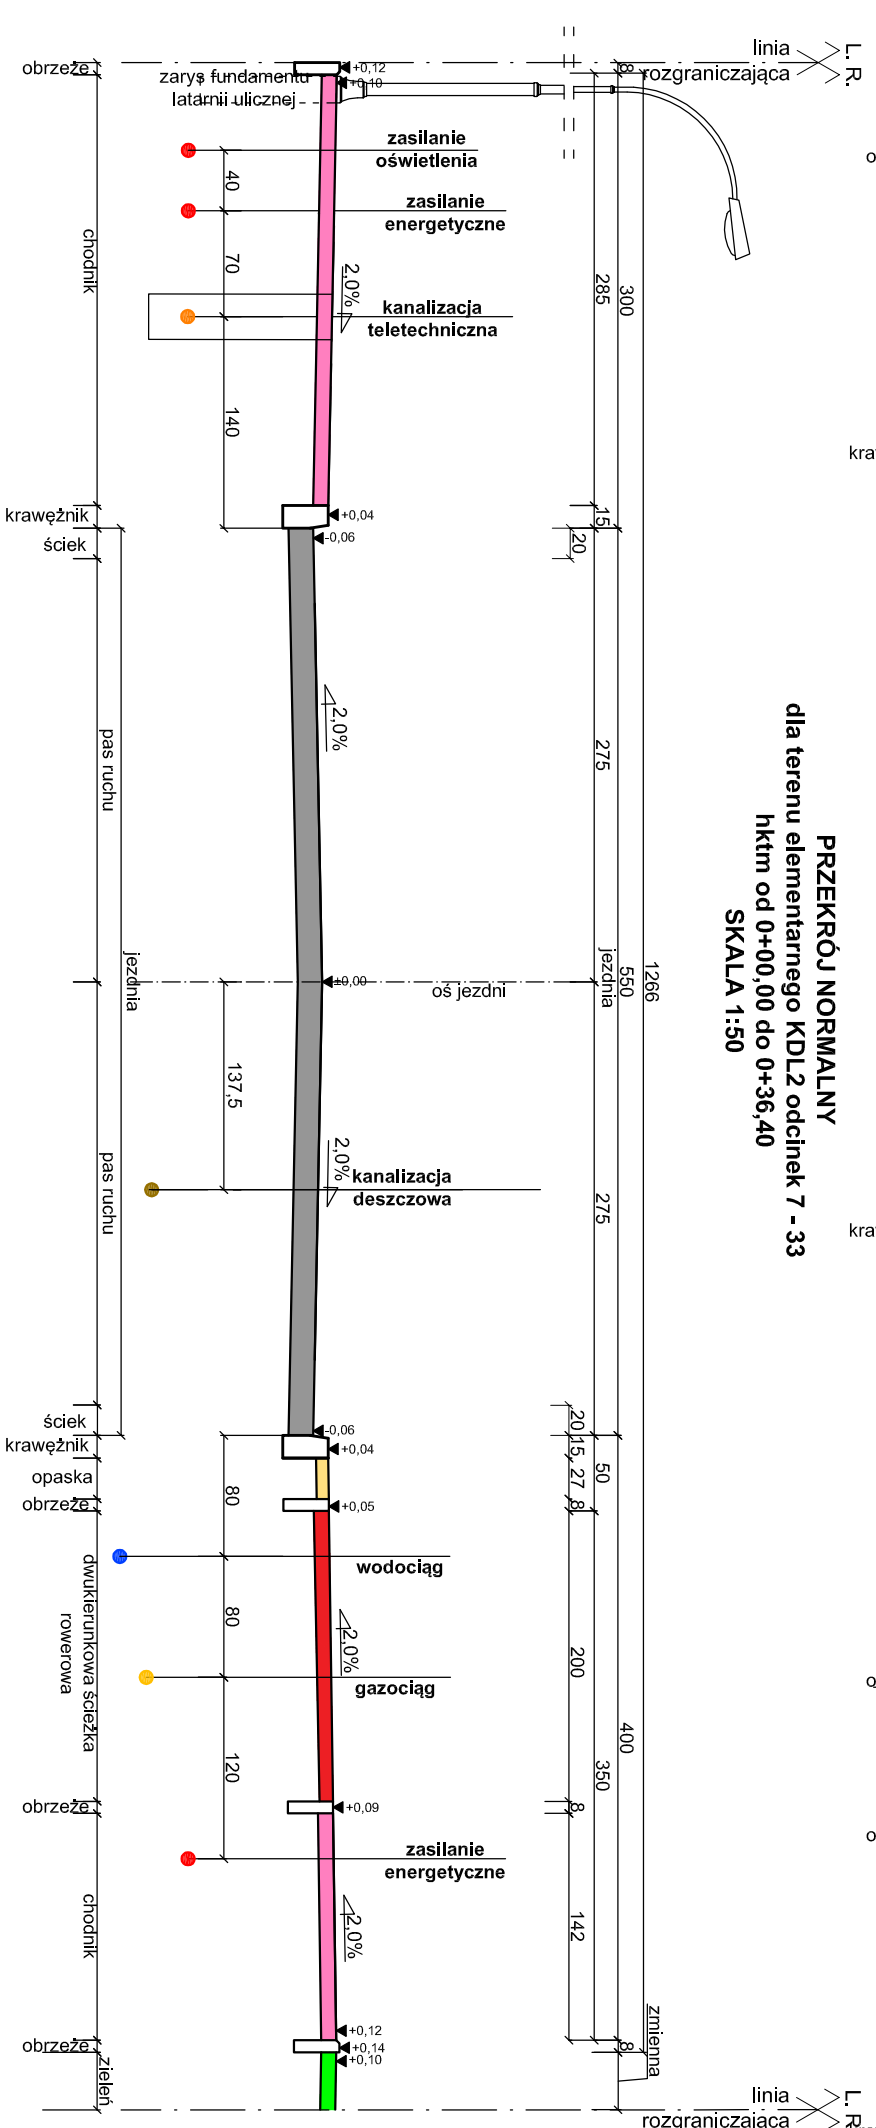 PRZEKRÓJ NORMALNY
dla terenu elementarnego KDL2 odcinek 7 - 33
hktm od 0+00,00 do 0+36,40
SKALA 1:50
linia
rozgraniczająca
L. R.
8
obrzeże
+0,12
+0,10
zarys fundamentu
latarnii ulicznej
zasilanie
oświetlenia
40
zasilanie
energetyczne
70
chodnik
2,0%
285
300
kanalizacja
teletechniczna
140
krawężnik
+0,04
15
ściek
-0,06
20
2,0%
275
pas ruchu
jezdnia
±0,00
oś jezdni
jezdnia
550
1266
137,5
2,0%
kanalizacja
deszczowa
275
pas ruchu
ściek
-0,06
20
krawężnik
+0,04
15
50
opaska
27
80
obrzeże
+0,05
8
wodociąg
dwukierunkowa ścieżka
rowerowa
80
2,0%
200
gazociąg
400
350
120
obrzeże
+0,09
8
zasilanie
energetyczne
chodnik
2,0%
142
+0,12
obrzeże
+0,14
8
+0,10
zieleń
zmienna
linia
rozgraniczająca
L. R.